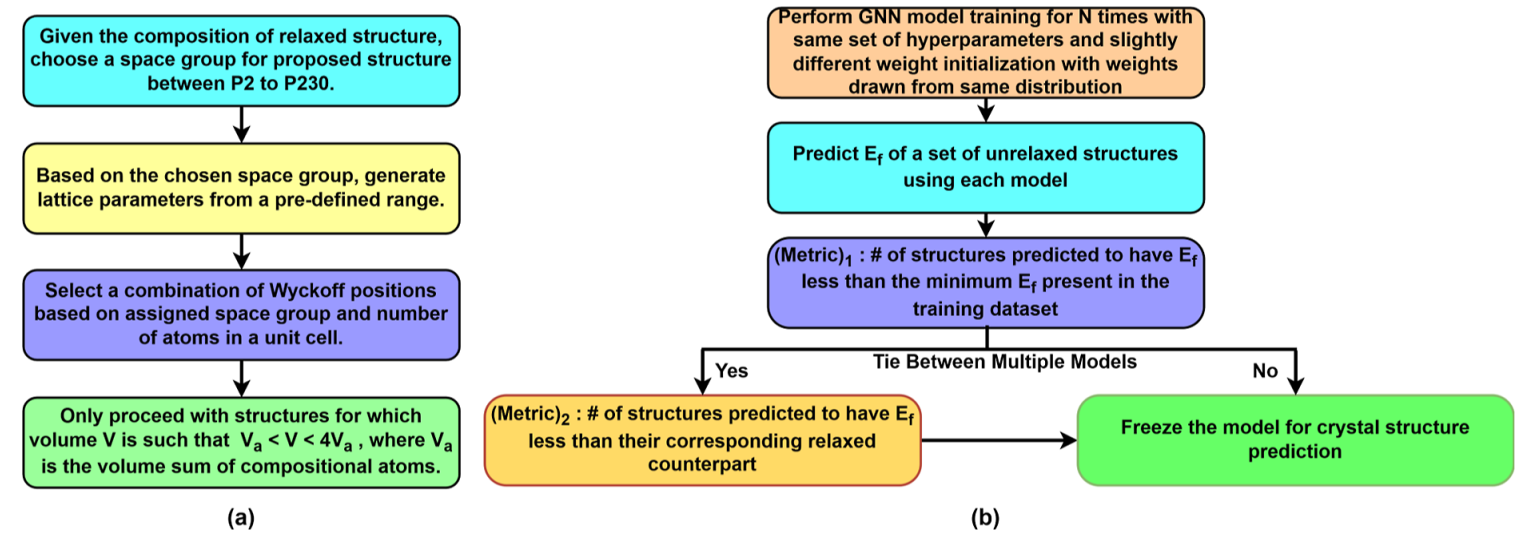 Given the composition of relaxed structure,
choose a space group for proposed structure
between P2 to P230.
Based on the chosen space group, generate
lattice parameters from a pre-defined range.
Select a combination of Wyckoff positions
based on assigned space group and number
of atoms in a unit cell.
Only proceed with structures for which
volume V is such that Vₐ < V < 4Vₐ , where Vₐ
is the volume sum of compositional atoms.
(a)
Perform GNN model training for N times with
same set of hyperparameters and slightly
different weight initialization with weights
drawn from same distribution
Predict E_f of a set of unrelaxed structures
using each model
(Metric)₁ : # of structures predicted to have E_f
less than the minimum E_f present in the
training dataset
Tie Between Multiple Models
Yes
No
(Metric)₂ : # of structures predicted to have E_f
less than their corresponding relaxed
counterpart
Freeze the model for crystal structure
prediction
(b)